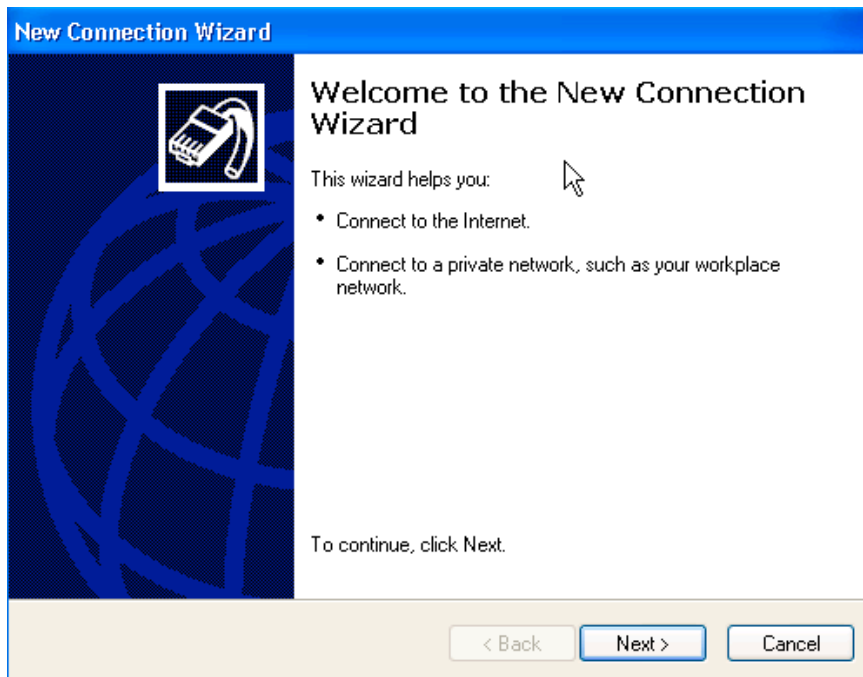 New Connection Wizard
Welcome to the New Connection
Wizard
This wizard helps you:
• Connect to the Internet.
• Connect to a private network, such as your workplace
network.
To continue, click Next.
< Back
Next >
Cancel